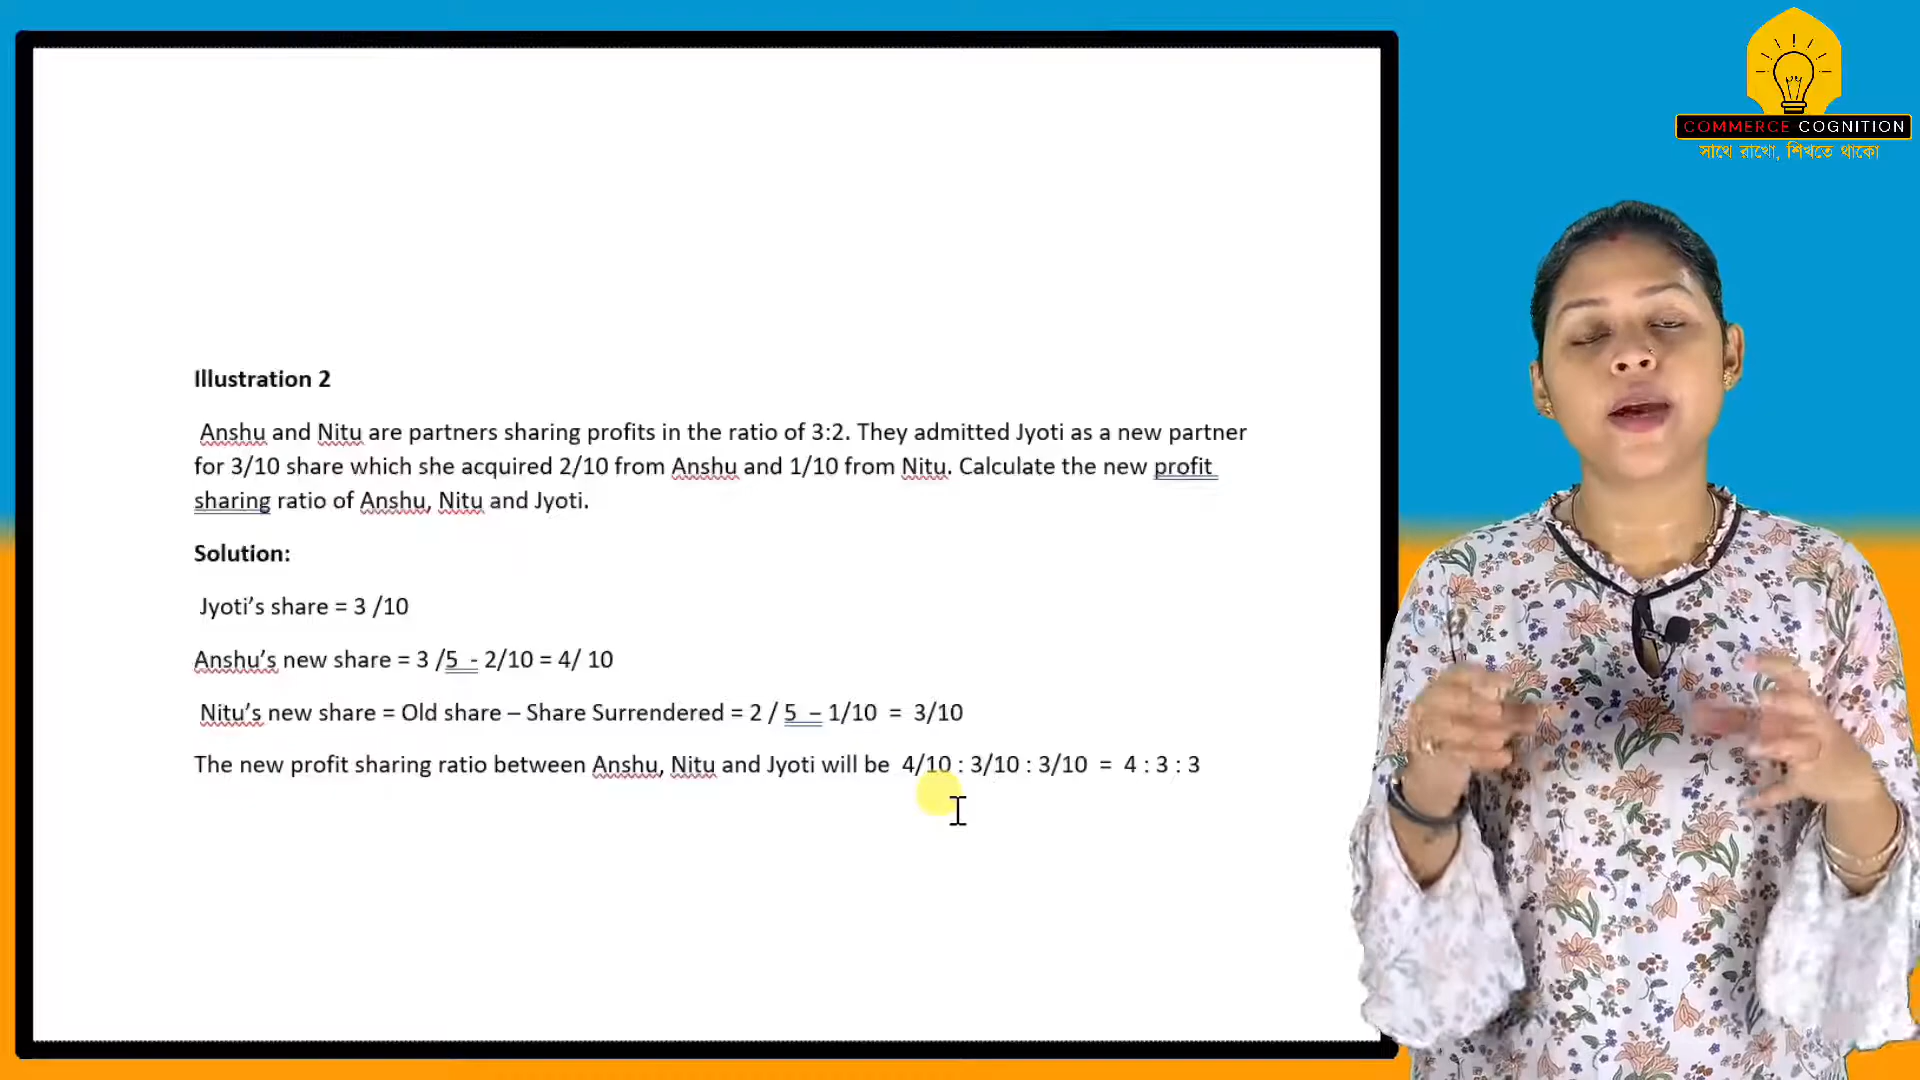 COMMERCE COGNITION
সাথে রাখো, শিখতে থাকো
Illustration 2
Anshu and Nitu are partners sharing profits in the ratio of 3:2. They admitted Jyoti as a new partner
for 3/10 share which she acquired 2/10 from Anshu and 1/10 from Nitu. Calculate the new profit
sharing ratio of Anshu, Nitu and Jyoti.
Solution:
Jyoti’s share = 3 /10
Anshu’s new share = 3 /5 - 2/10 = 4/ 10
Nitu’s new share = Old share – Share Surrendered = 2 / 5 – 1/10 = 3/10
The new profit sharing ratio between Anshu, Nitu and Jyoti will be 4/10 : 3/10 : 3/10 = 4 : 3 : 3